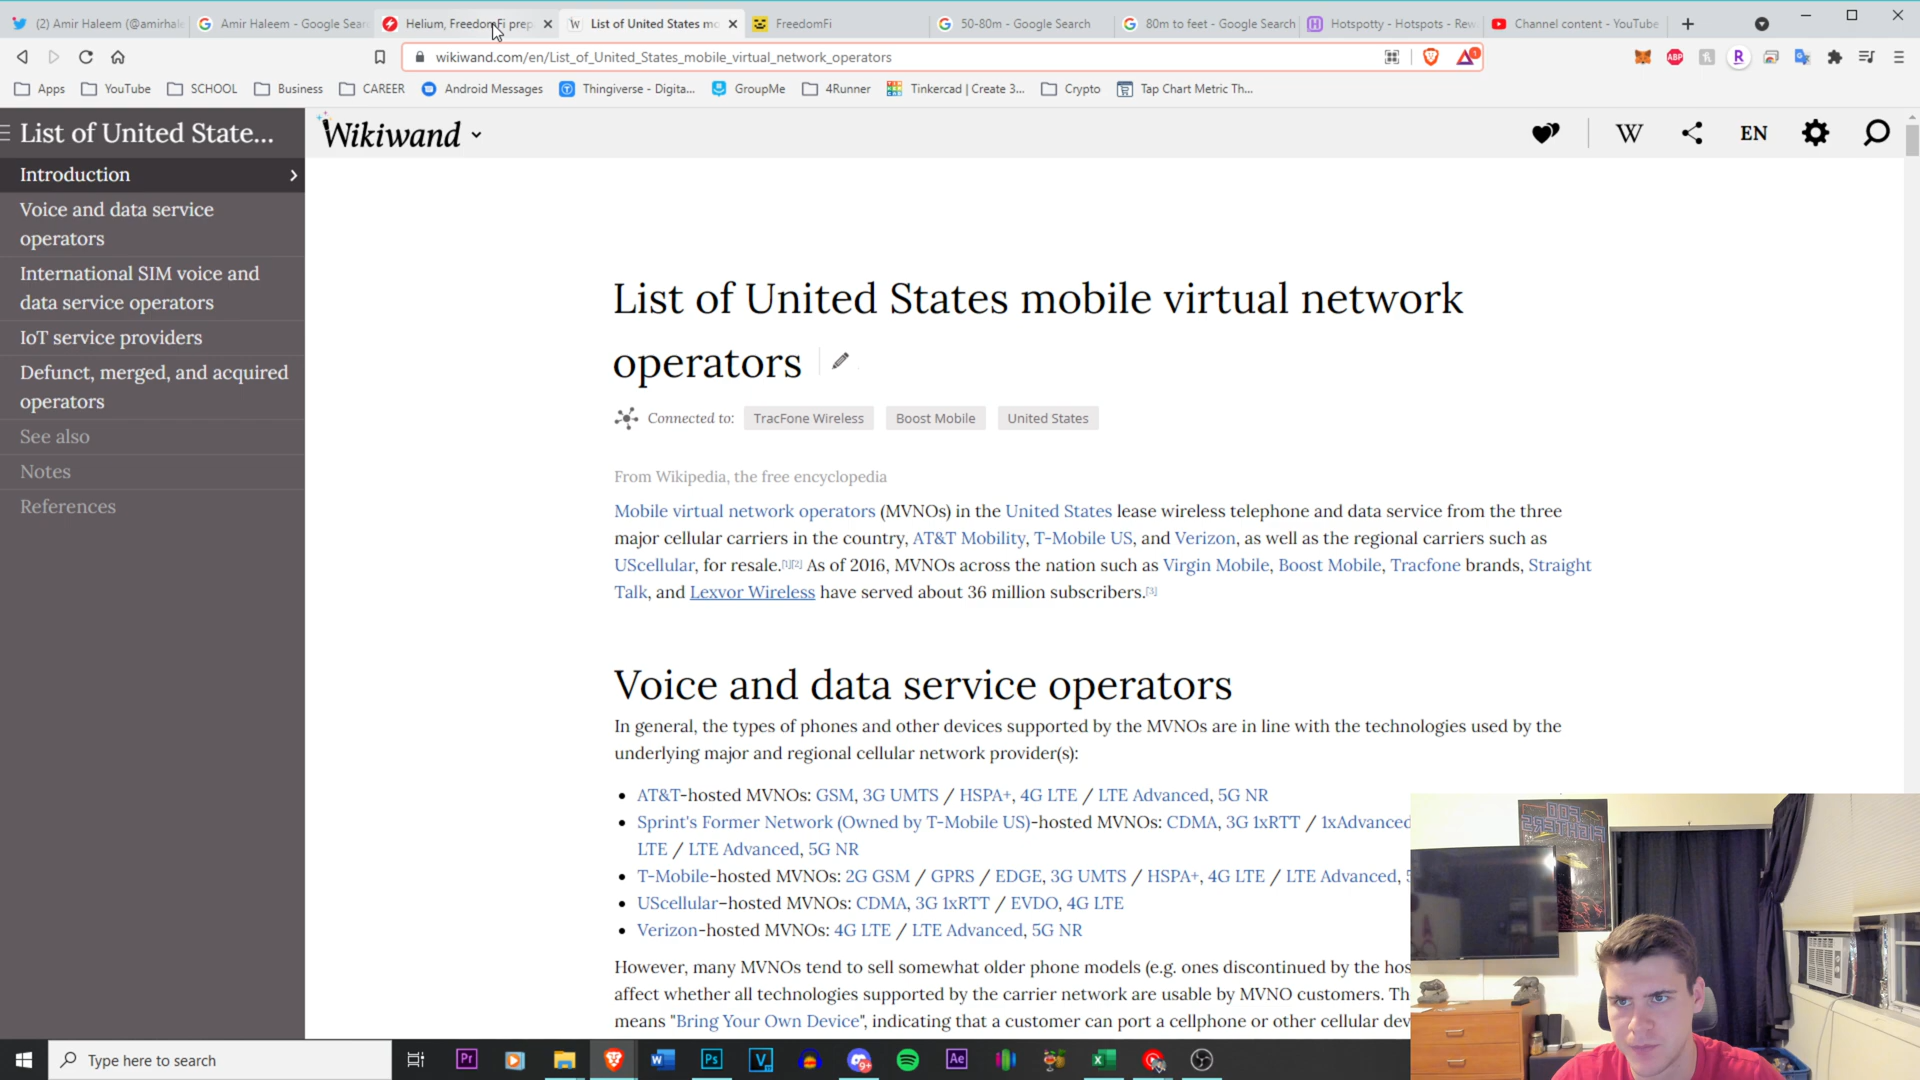 (2) Amir Haleem (@amirhal
Amir Haleem - Google Sear
Helium, FreedomFi prep
List of United States mo
FreedomFi
50-80m - Google Search
80m to feet - Google Search
Hotspotty - Hotspots - Rew
Channel content - YouTube
wikiwand.com/en/List_of_United_States_mobile_virtual_network_operators
Apps
YouTube
SCHOOL
Business
CAREER
Android Messages
Thingiverse - Digita...
GroupMe
4Runner
Tinkercad | Create 3...
Crypto
Tap Chart Metric Th...
List of United State...
Introduction
Voice and data service
operators
International SIM voice and
data service operators
IoT service providers
Defunct, merged, and acquired
operators
See also
Notes
References
Wikiwand
W
EN
List of United States mobile virtual network
operators
Connected to: TracFone Wireless Boost Mobile United States
From Wikipedia, the free encyclopedia
Mobile virtual network operators (MVNOs) in the United States lease wireless telephone and data service from the three
major cellular carriers in the country, AT&T Mobility, T-Mobile US, and Verizon, as well as the regional carriers such as
UScellular, for resale.[1][2] As of 2016, MVNOs across the nation such as Virgin Mobile, Boost Mobile, Tracfone brands, Straight
Talk, and Lexvor Wireless have served about 36 million subscribers.[3]
Voice and data service operators
In general, the types of phones and other devices supported by the MVNOs are in line with the technologies used by the
underlying major and regional cellular network provider(s):
AT&T-hosted MVNOs: GSM, 3G UMTS / HSPA+, 4G LTE / LTE Advanced, 5G NR
Sprint's Former Network (Owned by T-Mobile US)-hosted MVNOs: CDMA, 3G 1xRTT / 1xAdvanced
LTE / LTE Advanced, 5G NR
T-Mobile-hosted MVNOs: 2G GSM / GPRS / EDGE, 3G UMTS / HSPA+, 4G LTE / LTE Advanced,
UScellular–hosted MVNOs: CDMA, 3G 1xRTT / EVDO, 4G LTE
Verizon-hosted MVNOs: 4G LTE / LTE Advanced, 5G NR
However, many MVNOs tend to sell somewhat older phone models (e.g. ones discontinued by the hos
affect whether all technologies supported by the carrier network are usable by MVNO customers. Th
means "Bring Your Own Device", indicating that a customer can port a cellphone or other cellular dev
Type here to search